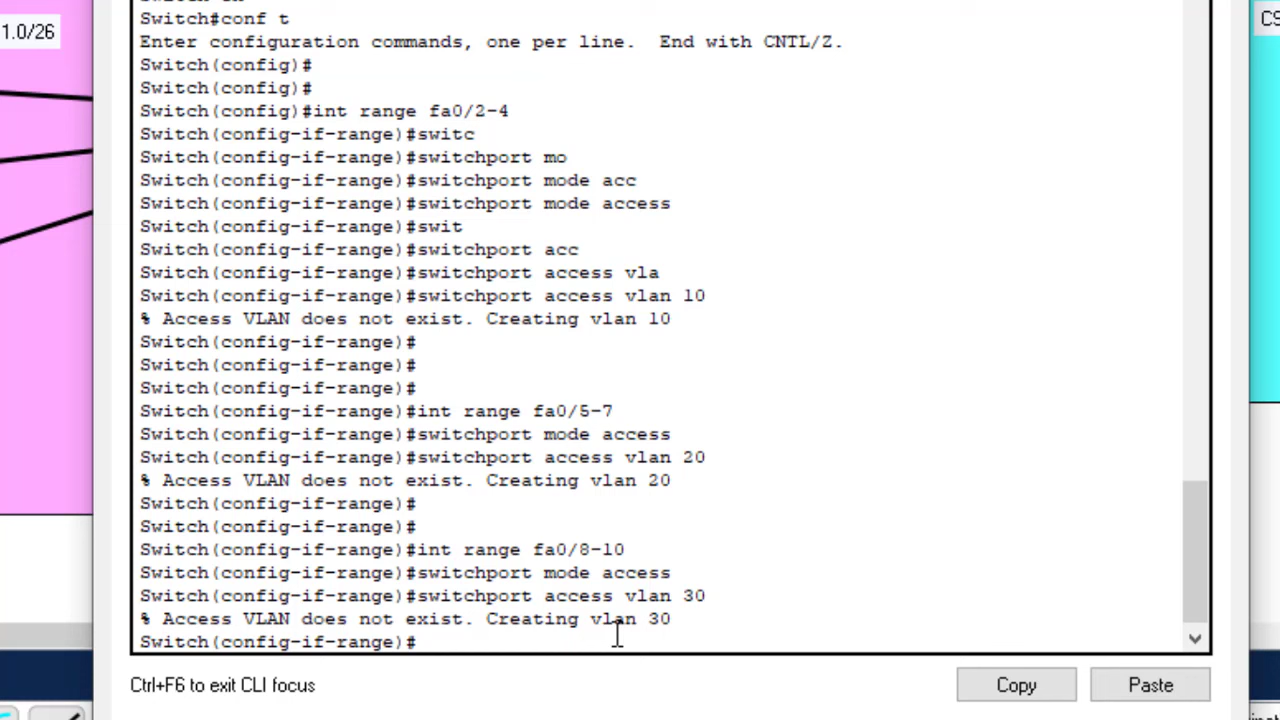 1.0/26
CS
Switch#conf t
Enter configuration commands, one per line.  End with CNTL/Z.
Switch(config)#
Switch(config)#
Switch(config)#int range fa0/2-4
Switch(config-if-range)#switc
Switch(config-if-range)#switchport mo
Switch(config-if-range)#switchport mode acc
Switch(config-if-range)#switchport mode access
Switch(config-if-range)#swit
Switch(config-if-range)#switchport acc
Switch(config-if-range)#switchport access vla
Switch(config-if-range)#switchport access vlan 10
% Access VLAN does not exist. Creating vlan 10
Switch(config-if-range)#
Switch(config-if-range)#
Switch(config-if-range)#
Switch(config-if-range)#int range fa0/5-7
Switch(config-if-range)#switchport mode access
Switch(config-if-range)#switchport access vlan 20
% Access VLAN does not exist. Creating vlan 20
Switch(config-if-range)#
Switch(config-if-range)#
Switch(config-if-range)#int range fa0/8-10
Switch(config-if-range)#switchport mode access
Switch(config-if-range)#switchport access vlan 30
% Access VLAN does not exist. Creating vlan 30
Switch(config-if-range)#
Ctrl+F6 to exit CLI focus
Copy
Paste